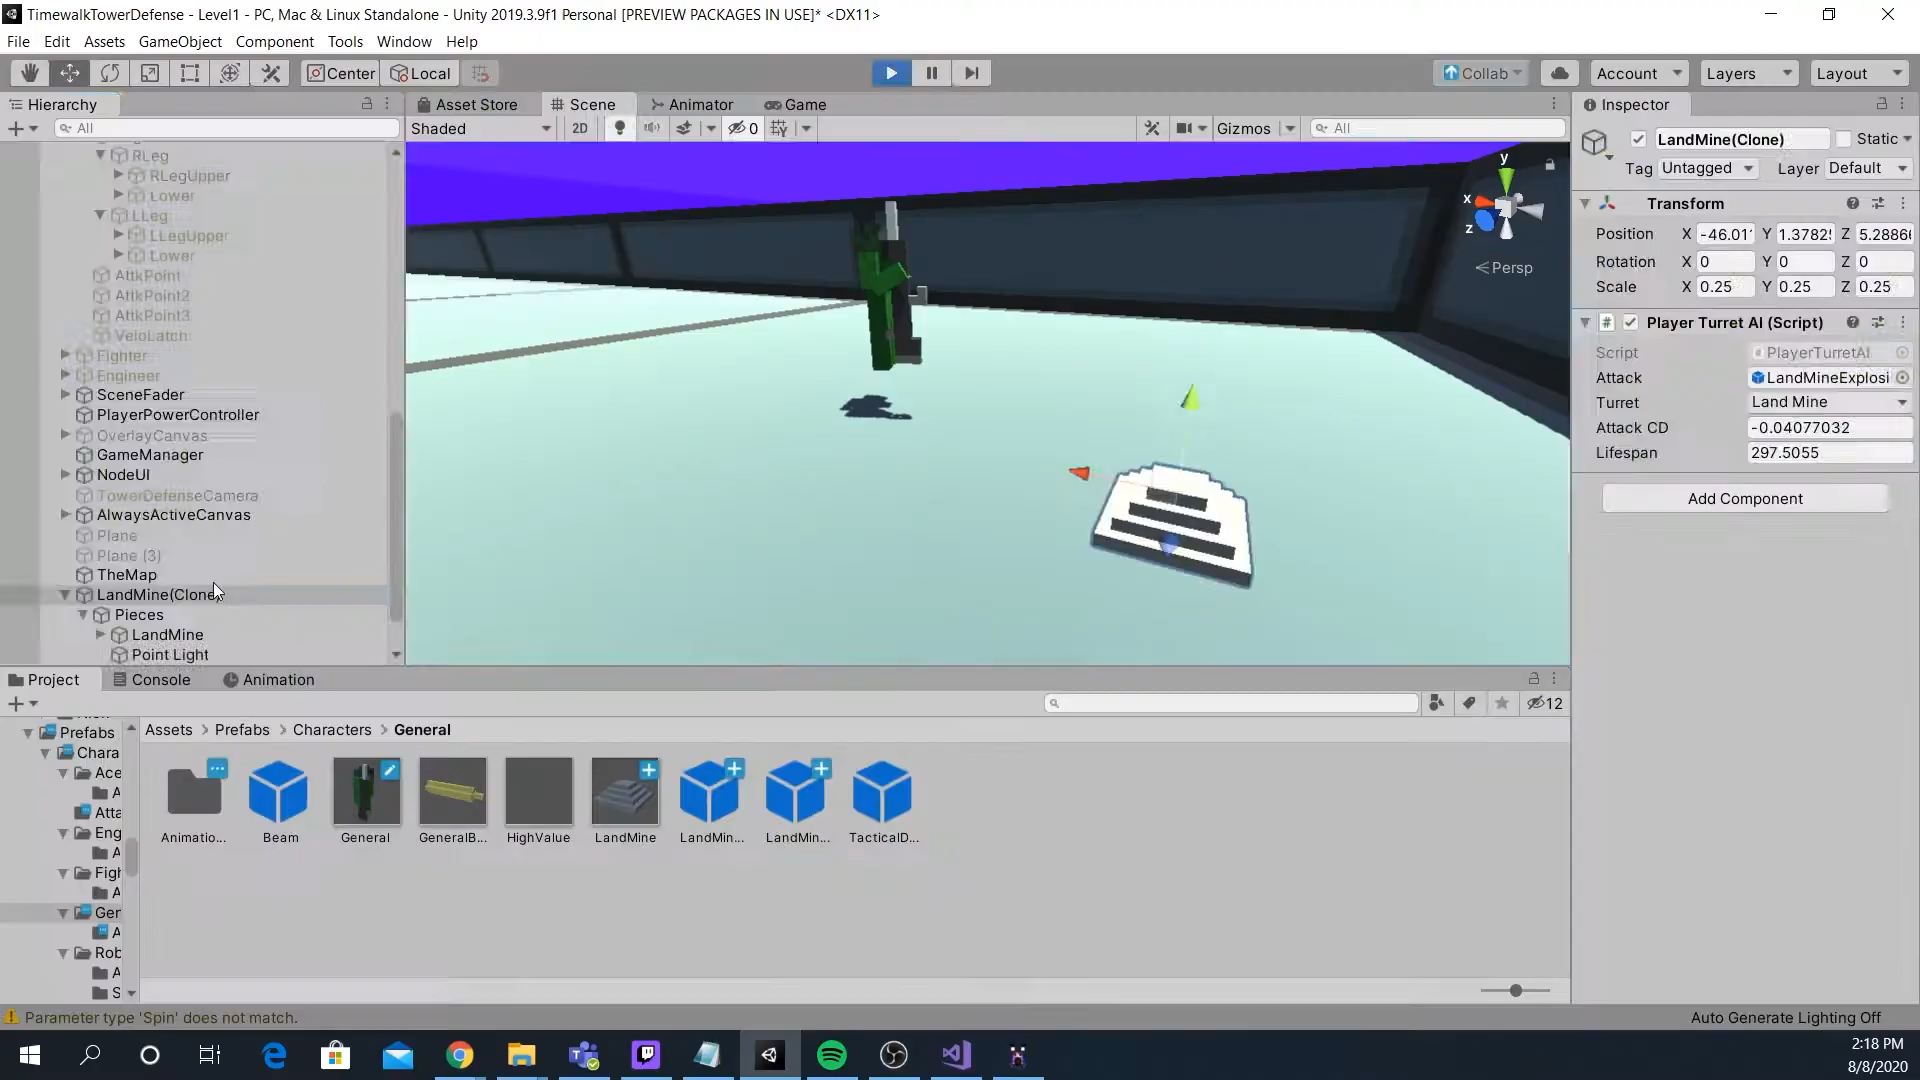 TimewalkTowerDefense - Level1 - PC, Mac & Linux Standalone - Unity 2019.3.9f1 Personal [PREVIEW PACKAGES IN USE]* <DX11>
File Edit Assets GameObject Component Tools Window Help
Center Local Collab Account Layers Layout
Hierarchy
All
RLeg
RLegUpper
Lower
LLeg
LLegUpper
Lower
AttkPoint
AttkPoint2
AttkPoint3
VeloLatch
Fighter
Engineer
SceneFader
PlayerPowerController
OverlayCanvas
GameManager
NodeUI
TowerDefenseCamera
AlwaysActiveCanvas
Plane
Plane (3)
TheMap
LandMine(Clone)
Pieces
LandMine
Point Light
Asset Store Scene Animator Game
Shaded 2D 0 Gizmos All
y
x
z
Persp
Inspector
LandMine(Clone) Static
Tag Untagged Layer Default
Transform
Position X -46.01 Y 1.3782 Z 5.2886
Rotation X 0 Y 0 Z 0
Scale X 0.25 Y 0.25 Z 0.25
Player Turret AI (Script)
Script PlayerTurretAI
Attack LandMineExplosi
Turret Land Mine
Attack CD -0.04077032
Lifespan 297.5055
Add Component
Project Console Animation
12
Prefabs
Chara
Ace
A
Atta
Eng
A
Figh
A
Gen
A
Rob
A
S
Assets > Prefabs > Characters > General
Animatio... Beam General GeneralB... HighValue LandMine LandMin... LandMin... TacticalD...
Parameter type 'Spin' does not match.
Auto Generate Lighting Off
2:18 PM
8/8/2020